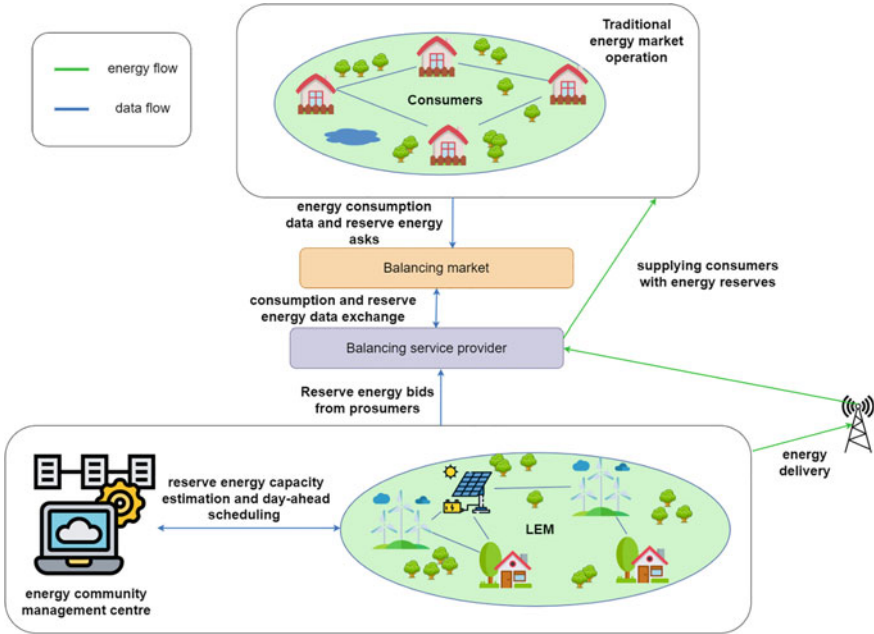 Traditional
energy market
operation
energy flow
data flow
Consumers
energy consumption
data and reserve energy
asks
Balancing market
supplying consumers
with energy reserves
consumption and reserve
energy data exchange
Balancing service provider
Reserve energy bids
from prosumers
energy
delivery
reserve energy capacity
estimation and day-ahead
scheduling
LEM
energy community
management centre